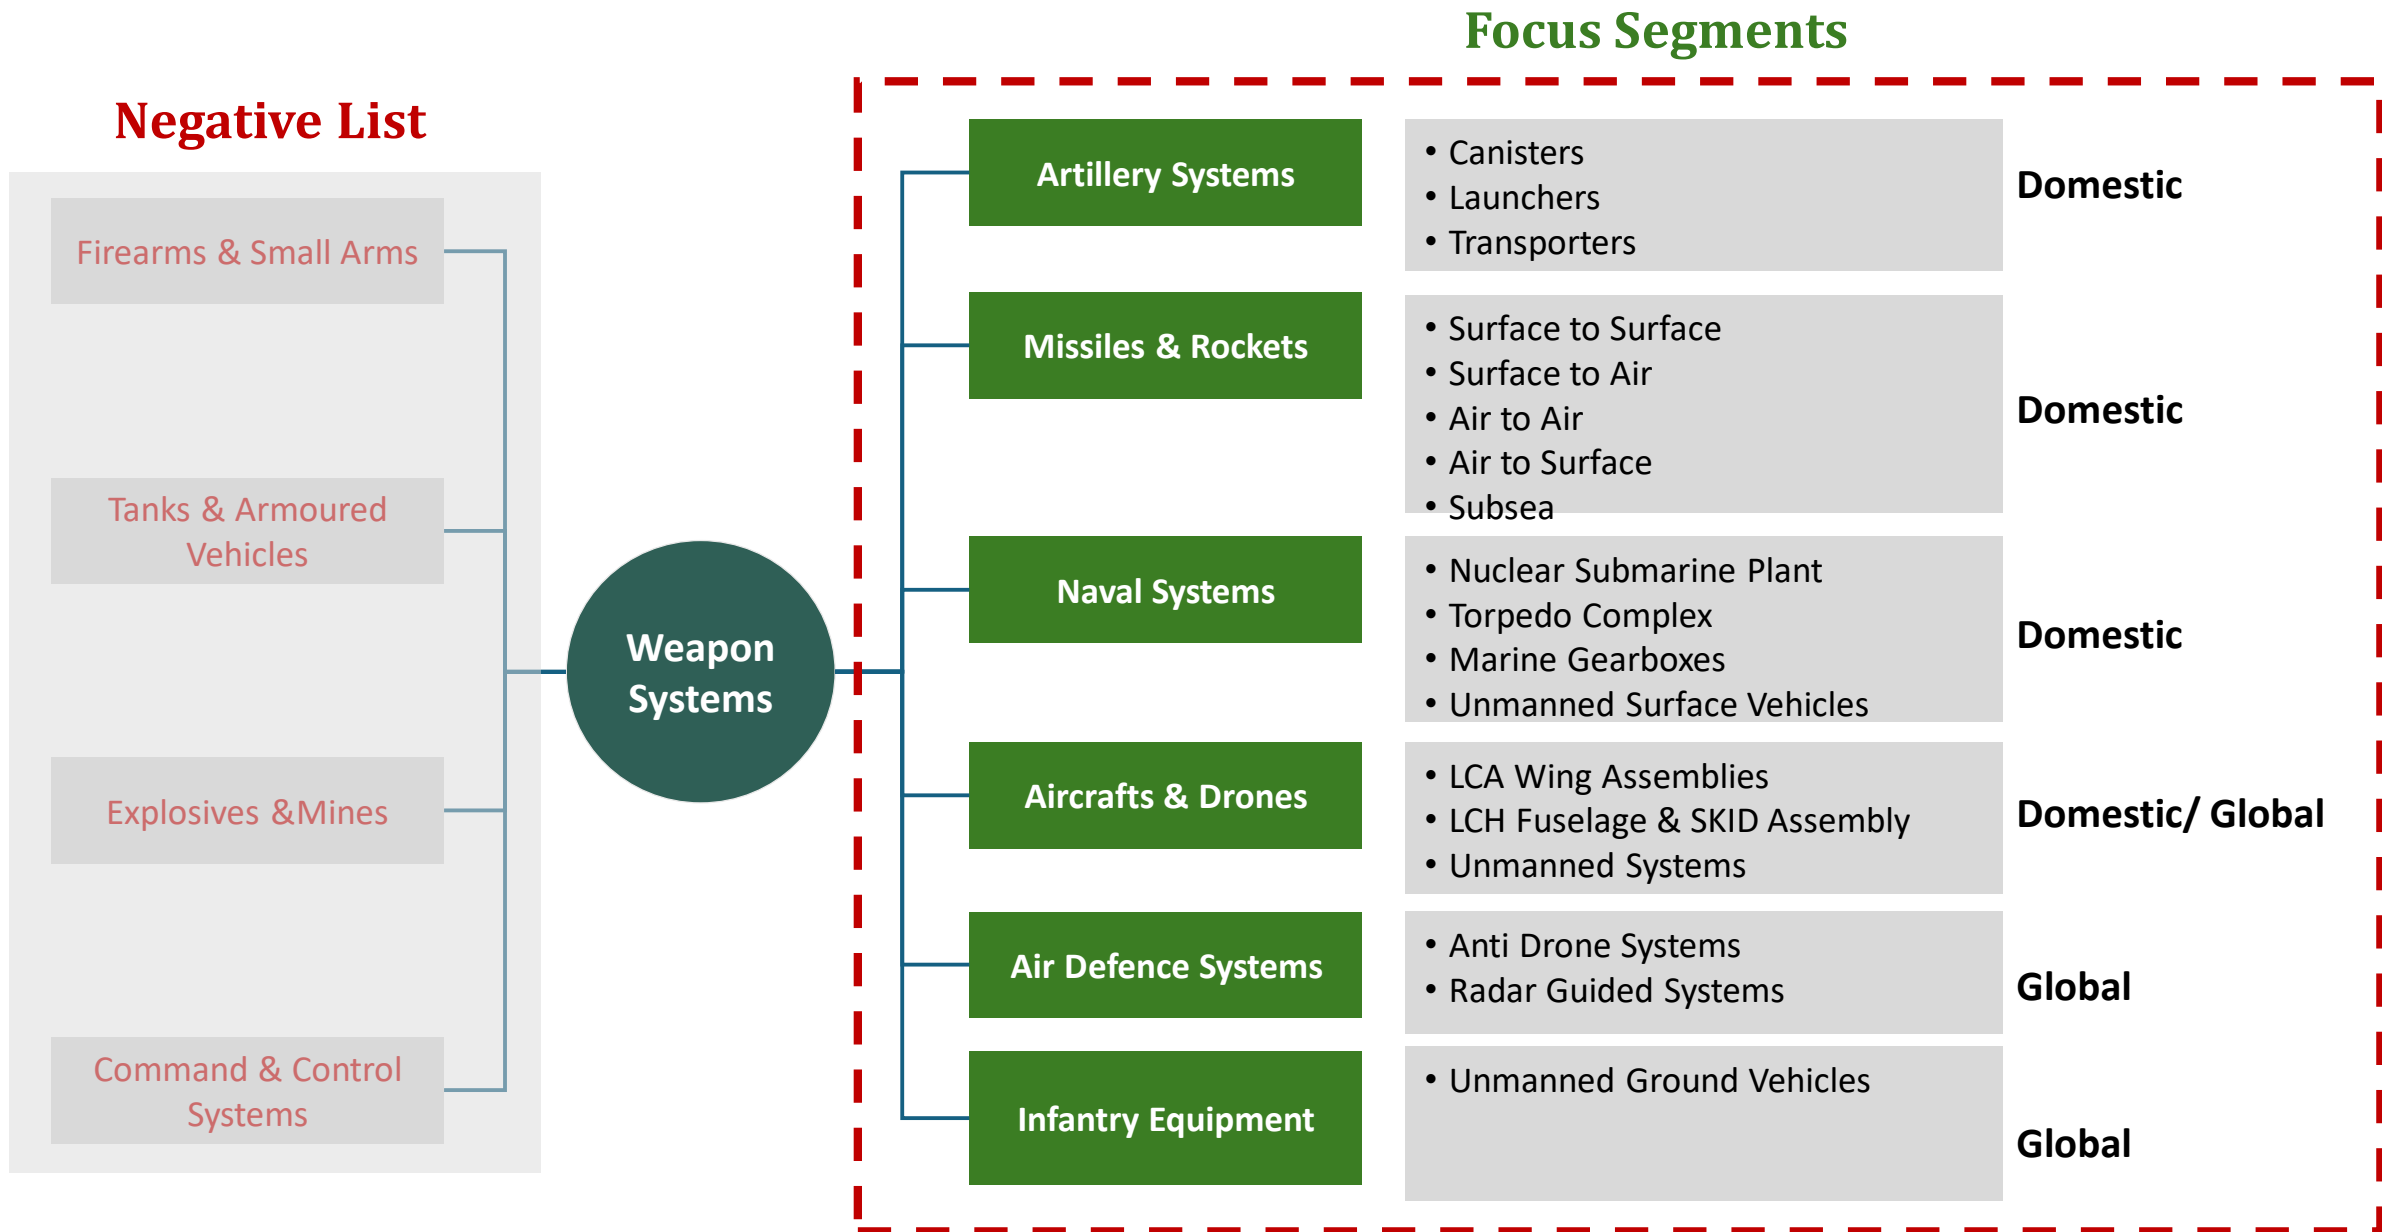 Focus Segments
Negative List
Firearms & Small Arms
Tanks & Armoured
Vehicles
Explosives &Mines
Command & Control
Systems
Weapon
Systems
Artillery Systems
• Canisters
• Launchers
• Transporters
Domestic
Missiles & Rockets
• Surface to Surface
• Surface to Air
• Air to Air
• Air to Surface
• Subsea
Domestic
Naval Systems
• Nuclear Submarine Plant
• Torpedo Complex
• Marine Gearboxes
• Unmanned Surface Vehicles
Domestic
Aircrafts & Drones
• LCA Wing Assemblies
• LCH Fuselage & SKID Assembly
• Unmanned Systems
Domestic/ Global
Air Defence Systems
• Anti Drone Systems
• Radar Guided Systems
Global
Infantry Equipment
• Unmanned Ground Vehicles
Global